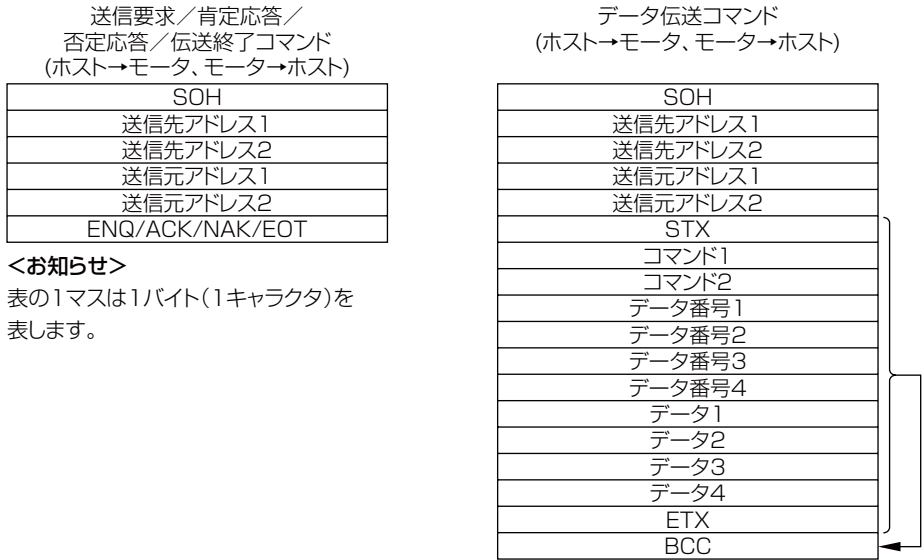 送信要求／肯定応答／
否定応答／伝送終了コマンド
(ホスト→モータ、モータ→ホスト)
SOH
送信先アドレス1
送信先アドレス2
送信元アドレス1
送信元アドレス2
ENQ/ACK/NAK/EOT
<お知らせ>
表の1マスは1バイト(1キャラクタ)を
表します。
データ伝送コマンド
(ホスト→モータ、モータ→ホスト)
SOH
送信先アドレス1
送信先アドレス2
送信元アドレス1
送信元アドレス2
STX
コマンド1
コマンド2
データ番号1
データ番号2
データ番号3
データ番号4
データ1
データ2
データ3
データ4
ETX
BCC